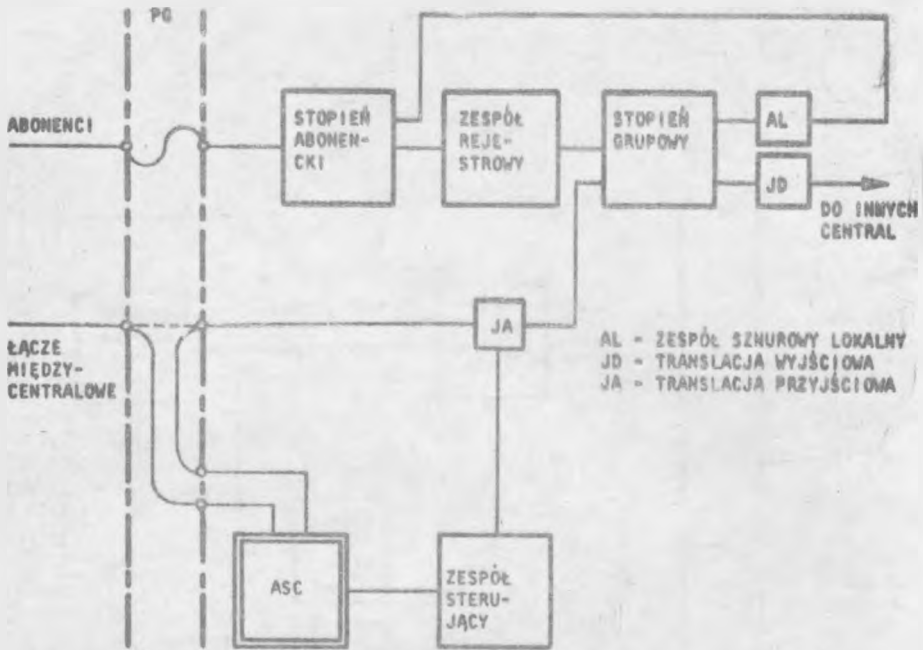 PG
ABONENCI
STOPIEŃ
ABONEN-
CKI
ZESPÓŁ
REJE-
STROWY
STOPIEŃ
GRUPOWY
AL
JD
DO INNYCH
CENTRAL
JA
ŁĄCZE
MIĘDZY-
CENTRALOWE
AL - ZESPÓŁ SZNUROWY LOKALNY
JD - TRANSLACJA WYJŚCIOWA
JA - TRANSLACJA PRZYJŚCIOWA
ASC
ZESPÓŁ
STERU-
JĄCY